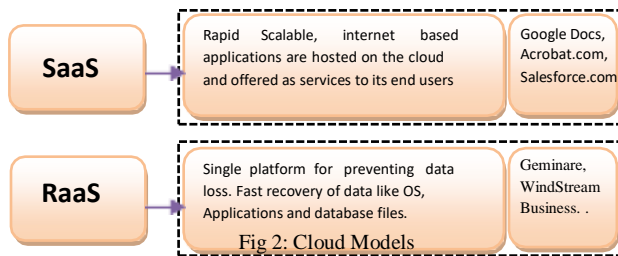 SaaS
Rapid Scalable, internet based
applications are hosted on the cloud
and offered as services to its end users
Google Docs,
Acrobat.com,
Salesforce.com
RaaS
Single platform for preventing data
loss. Fast recovery of data like OS,
Applications and database files.
Geminare,
WindStream
Business. .
Fig 2: Cloud Models